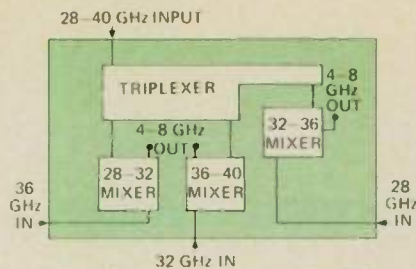 28–40 GHz INPUT
TRIPLEXER
4–8
GHz
OUT
4–8 GHz
OUT
32–36
MIXER
28–32
MIXER
36–40
MIXER
36
GHz
IN
28
GHz
IN
32 GHz IN